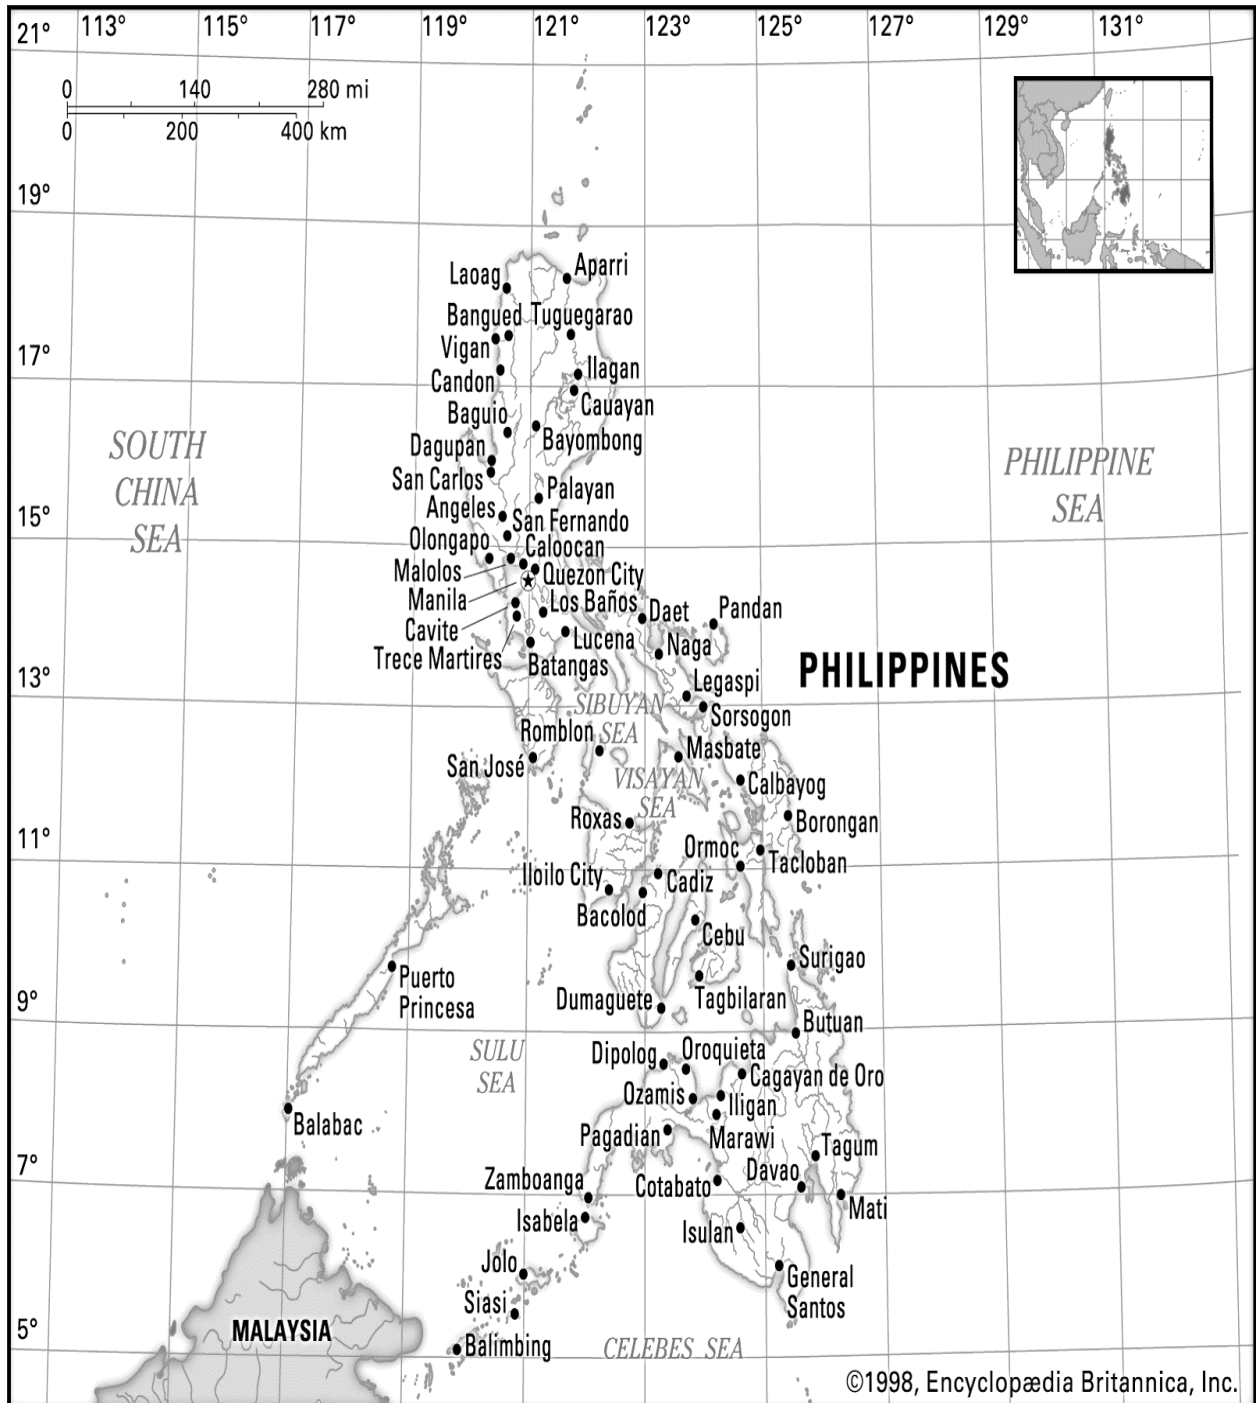 113°
115°
117°
119°
121°
123°
125°
127°
129°
131°
21°
0 140 280 mi
0 200 400 km
19°
Laoag
Aparri
Bangued
Tuguegarao
Vigan
17°
Ilagan
Candon
Cauayan
Baguio
Bayombong
Dagupan
SOUTH
CHINA
SEA
PHILIPPINE
SEA
San Carlos
Palayan
Angeles
15°
San Fernando
Olongapo
Caloocan
Malolos
Quezon City
Manila
Los Baños
Daet
Pandan
Cavite
Lucena
Naga
Trece Martires
Batangas
PHILIPPINES
13°
Legaspi
SIBUYAN
SEA
Sorsogon
Romblon
Masbate
San José
VISAYAN
SEA
Calbayog
Roxas
Borongan
11°
Ormoc
Tacloban
Iloilo City
Cadiz
Bacolod
Cebu
Surigao
Puerto
Princesa
9°
Dumaguete
Tagbilaran
Butuan
SULU
SEA
Dipolog
Oroquieta
Cagayan de Oro
Ozamis
Iligan
Balabac
Pagadian
Marawi
Tagum
7°
Davao
Zamboanga
Cotabato
Mati
Isabela
Isulan
Jolo
General
Santos
Siasi
5°
MALAYSIA
Balimbing
CELEBES SEA
©1998, Encyclopædia Britannica, Inc.